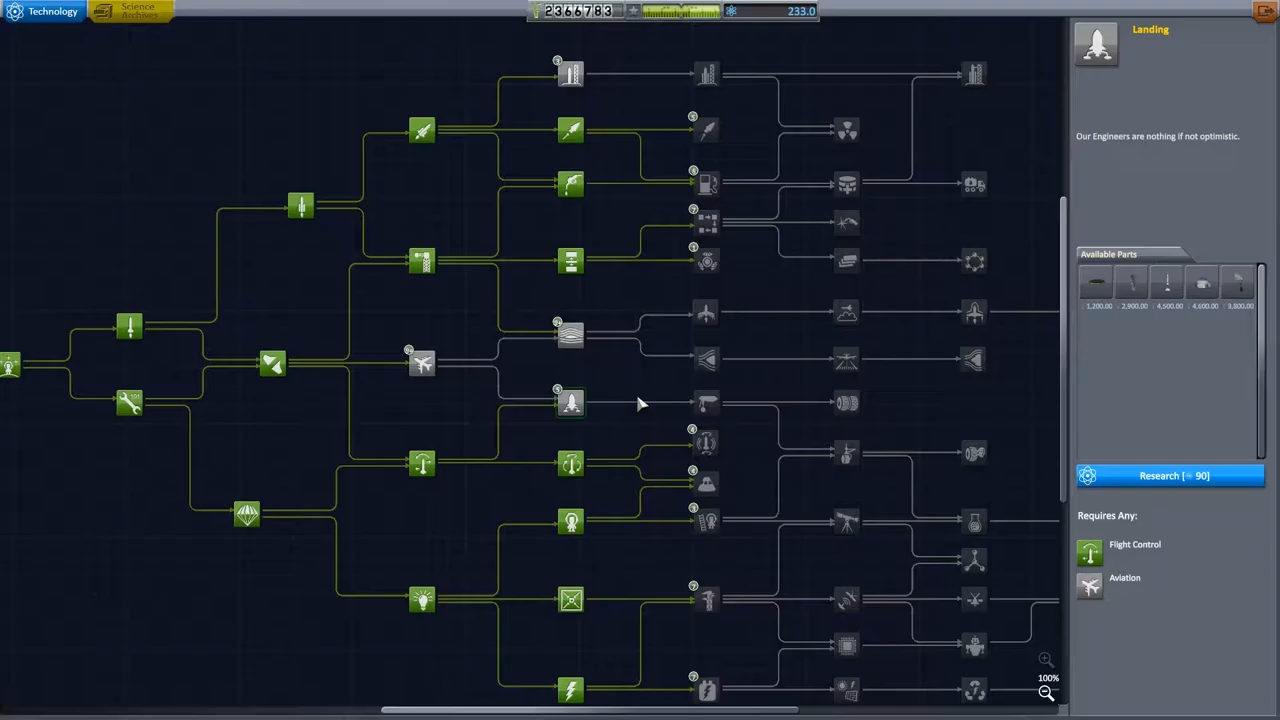 Technology
Science Archives
2366783
233.0
Landing
Our Engineers are nothing if not optimistic.
Available Parts
1,200.00 2,900.00 4,500.00 4,600.00 3,800.00
Research [ 90]
Requires Any:
Flight Control
Aviation
100%